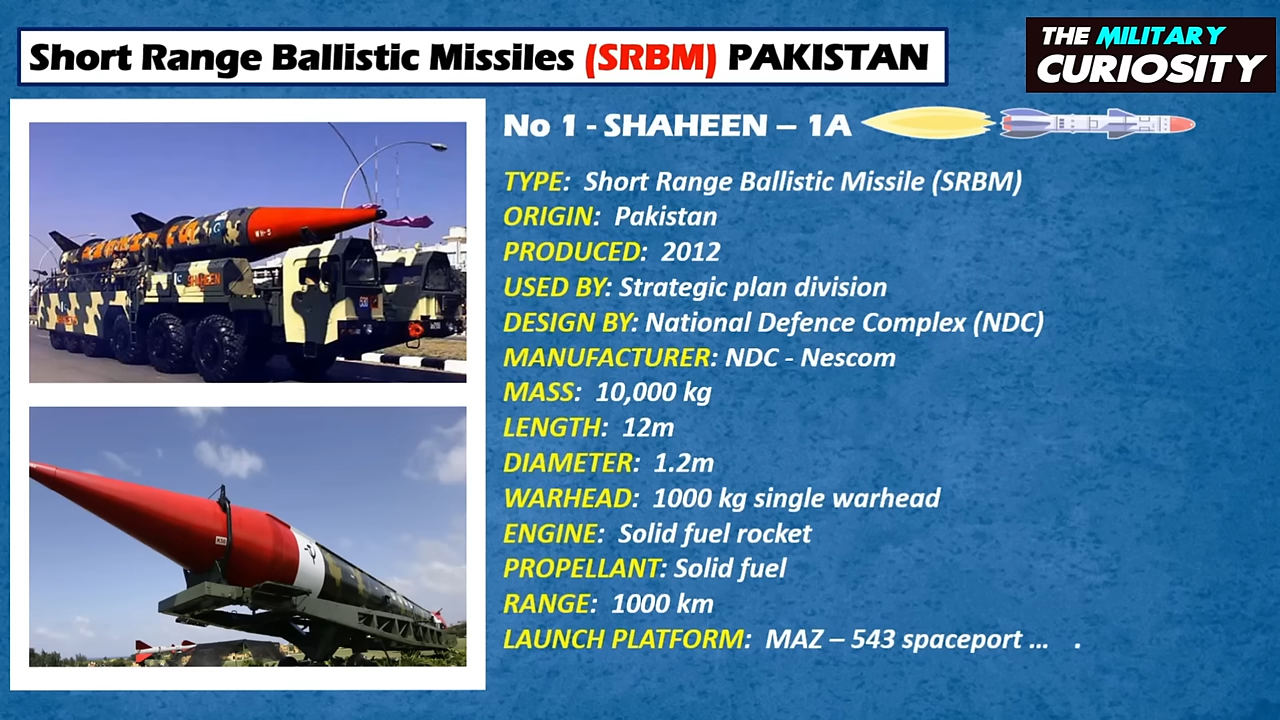 Short Range Ballistic Missiles (SRBM) PAKISTAN
THE MILITARY
CURIOSITY
No 1 - SHAHEEN – 1A
TYPE: Short Range Ballistic Missile (SRBM)
ORIGIN: Pakistan
PRODUCED: 2012
USED BY: Strategic plan division
DESIGN BY: National Defence Complex (NDC)
MANUFACTURER: NDC - Nescom
MASS: 10,000 kg
LENGTH: 12m
DIAMETER: 1.2m
WARHEAD: 1000 kg single warhead
ENGINE: Solid fuel rocket
PROPELLANT: Solid fuel
RANGE: 1000 km
LAUNCH PLATFORM: MAZ – 543 spaceport ... .
SHAHEEN